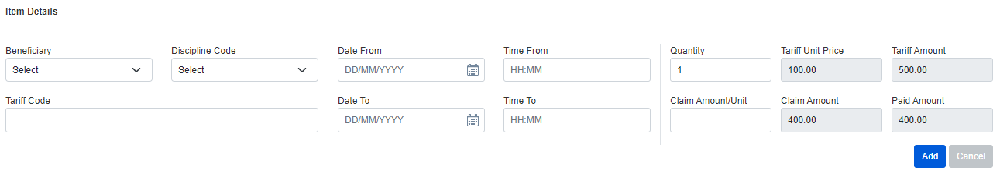 Item Details
Beneficiary Discipline Code Date From Time From Quantity Tariff Unit Price Tariff Amount
Select Select DD/MM/YYYY HH:MM 1 100.00 500.00
Tariff Code Date To Time To Claim Amount/Unit Claim Amount Paid Amount
DD/MM/YYYY HH:MM 400.00 400.00
Add Cancel